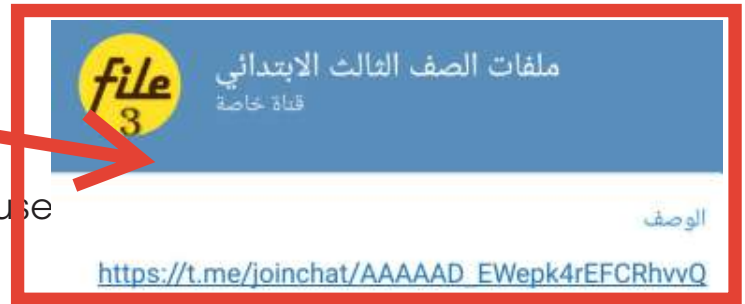 file
3
ملفات الصف الثالث الابتدائي
قناة خاصة
use
الوصف
https://t.me/joinchat/AAAAAD_EWepk4rEFCRhvvQ